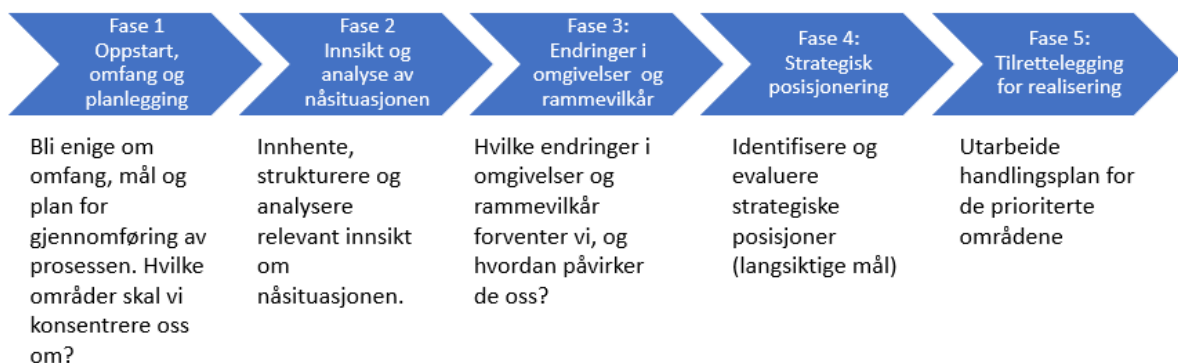 Fase 1
Oppstart,
omfang og
planlegging
Fase 2
Innsikt og
analyse av
nåsituasjonen
Fase 3:
Endringer i
omgivelser og
rammevilkår
Fase 4:
Strategisk
posisjonering
Fase 5:
Tilrettelegging
for realisering
Bli enige om
omfang, mål og
plan for
gjennomføring av
prosessen. Hvilke
områder skal vi
konsentrere oss
om?
Innhente,
strukturere og
analysere
relevant innsikt
om
nåsituasjonen.
Hvilke endringer i
omgivelser og
rammevilkår
forventer vi, og
hvordan påvirker
de oss?
Identifisere og
evaluere
strategiske
posisjoner
(langsiktige mål)
Utarbeide
handlingsplan for
de prioriterte
områdene